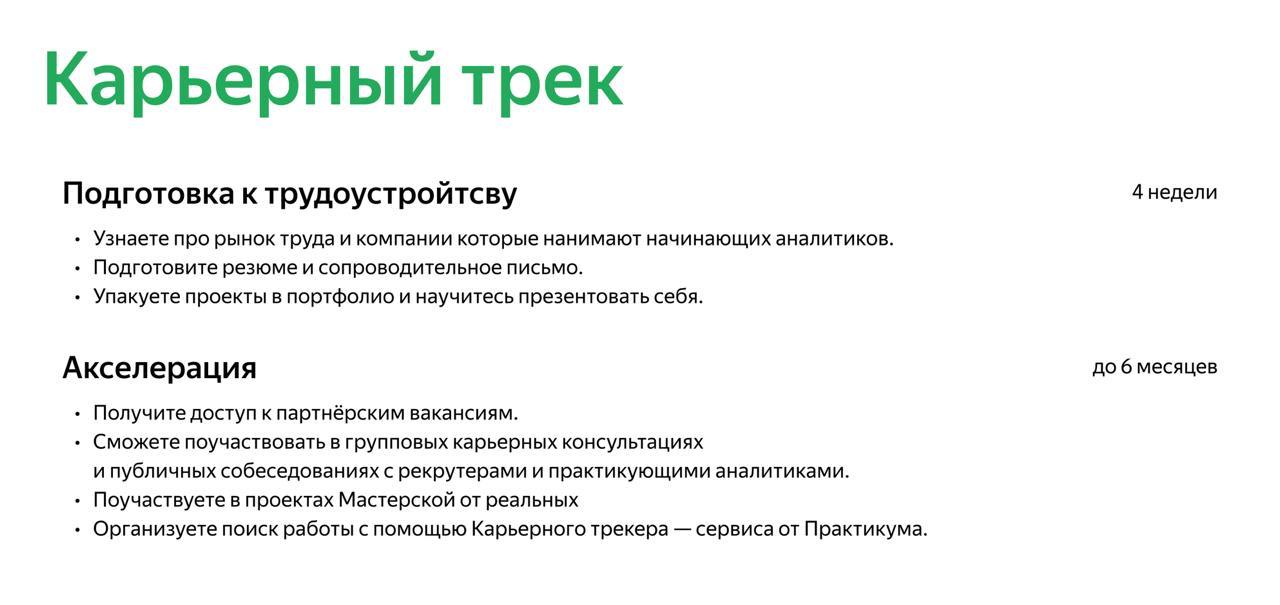 Карьерный трек
Подготовка к трудоустройтсву
4 недели
• Узнаете про рынок труда и компании которые нанимают начинающих аналитиков.
• Подготовите резюме и сопроводительное письмо.
• Упакуете проекты в портфолио и научитесь презентовать себя.
Акселерация
до 6 месяцев
• Получите доступ к партнёрским вакансиям.
• Сможете поучаствовать в групповых карьерных консультациях
и публичных собеседованиях с рекрутерами и практикующими аналитиками.
• Поучаствуете в проектах Мастерской от реальных
• Организуете поиск работы с помощью Карьерного трекера — сервиса от Практикума.